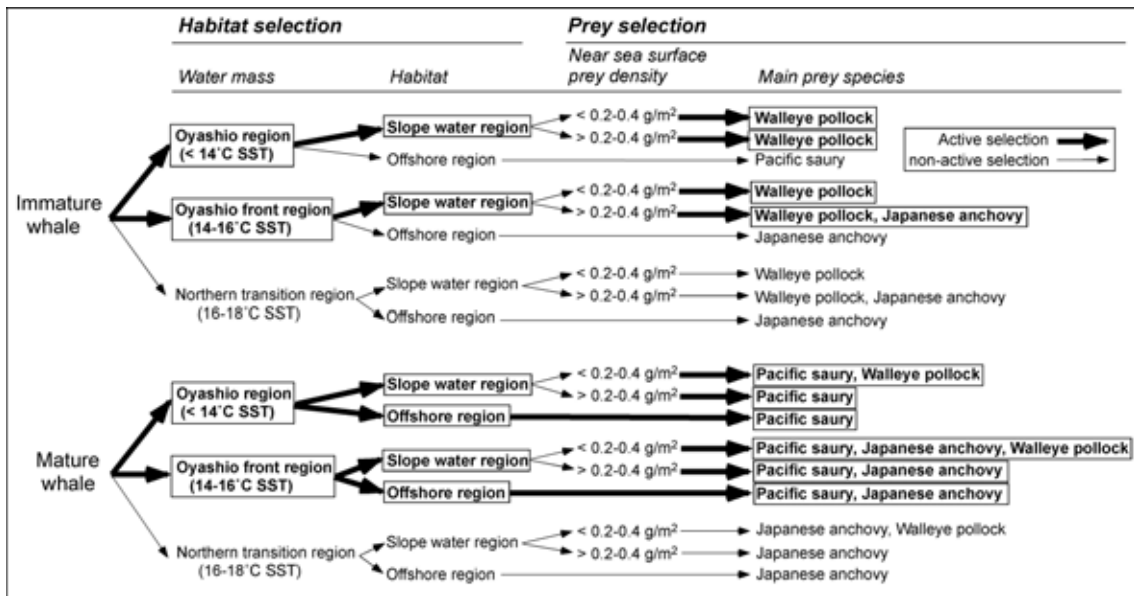 Habitat selection Prey selection
Water mass Habitat Near sea surface prey density Main prey species
Immature whale
Oyashio region
(< 14˚C SST)
Slope water region
< 0.2-0.4 g/m² Walleye pollock
> 0.2-0.4 g/m² Walleye pollock
Offshore region Pacific saury
Active selection
non-active selection
Oyashio front region
(14-16˚C SST)
Slope water region
< 0.2-0.4 g/m² Walleye pollock
> 0.2-0.4 g/m² Walleye pollock, Japanese anchovy
Offshore region Japanese anchovy
Northern transition region
(16-18˚C SST)
Slope water region
< 0.2-0.4 g/m² Walleye pollock
> 0.2-0.4 g/m² Walleye pollock, Japanese anchovy
Offshore region Japanese anchovy
Mature whale
Oyashio region
(< 14˚C SST)
Slope water region
< 0.2-0.4 g/m² Pacific saury, Walleye pollock
> 0.2-0.4 g/m² Pacific saury
Offshore region Pacific saury
Oyashio front region
(14-16˚C SST)
Slope water region
< 0.2-0.4 g/m² Pacific saury, Japanese anchovy, Walleye pollock
> 0.2-0.4 g/m² Pacific saury, Japanese anchovy
Offshore region Pacific saury, Japanese anchovy
Northern transition region
(16-18˚C SST)
Slope water region
< 0.2-0.4 g/m² Japanese anchovy, Walleye pollock
> 0.2-0.4 g/m² Japanese anchovy
Offshore region Japanese anchovy